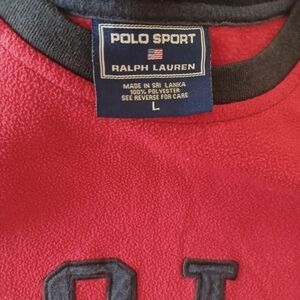 POLO SPORT
RALPH LAUREN
MADE IN SRI LANKA
100% POLYESTER
SEE REVERSE FOR CARE
L